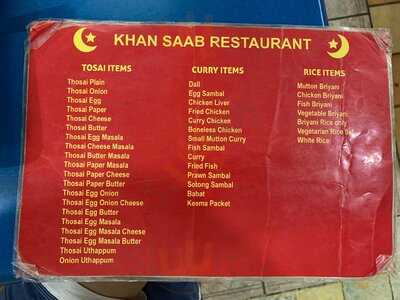 KHAN SAAB RESTAURANT
TOSAI ITEMS
Thosai Plain
Thosai Onion
Thosai Egg
Thosai Paper
Thosai Cheese
Thosai Butter
Thosai Egg Masala
Thosai Cheese Masala
Thosai Butter Masala
Thosai Paper Masala
Thosai Paper Cheese
Thosai Paper Butter
Thosai Egg Onion
Thosai Egg Onion Cheese
Thosai Egg Butter
Thosai Egg Masala
Thosai Egg Masala Cheese
Thosai Egg Masala Butter
Thosai Uthappum
Onion Uthappum
CURRY ITEMS
Dall
Egg Sambal
Chicken Liver
Fried Chicken
Curry Chicken
Boneless Chicken
Small Mution Curry
Fish Sambal
Curry
Fried Fish
Prawn Sambal
Sotong Sambal
Babat
Keema Packet
RICE ITEMS
Mutton Briyani
Chicken Briyani
Fish Briyani
Vegetable Briyani
Briyani Rice only
Vegetarian Rice
White Rice